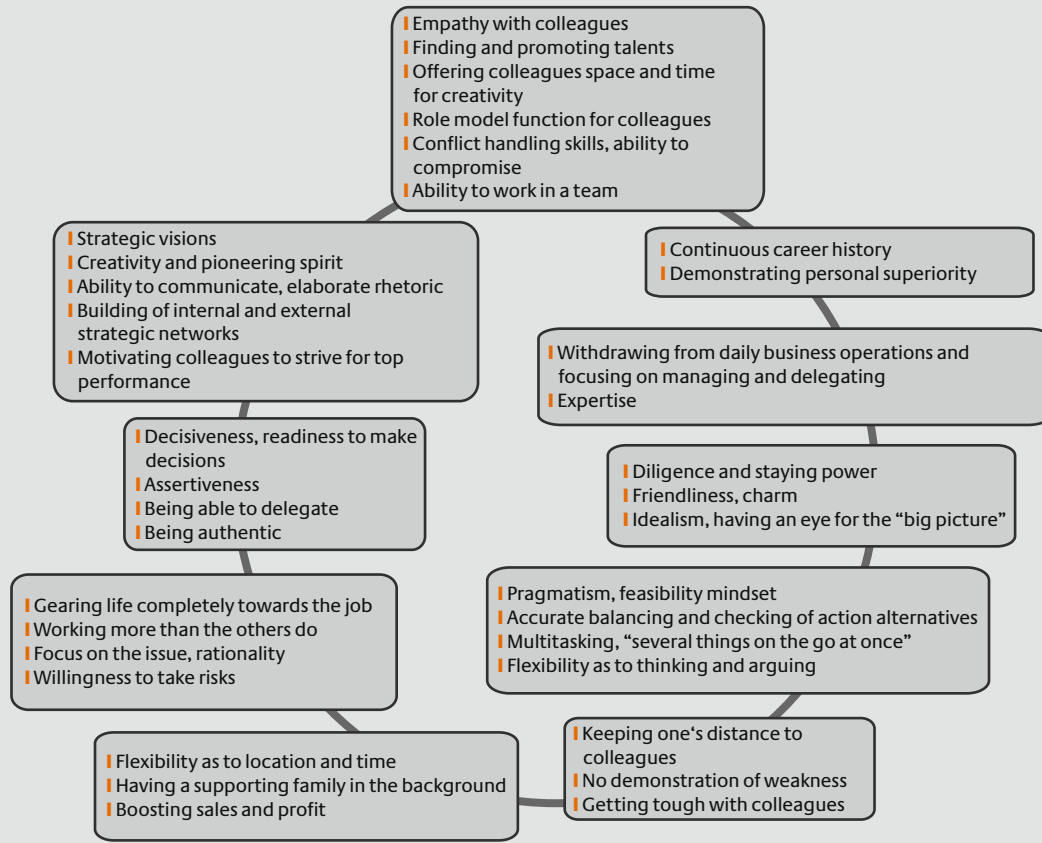 Empathy with colleagues
Finding and promoting talents
Offering colleagues space and time
for creativity
Role model function for colleagues
Conflict handling skills, ability to
compromise
Ability to work in a team
Strategic visions
Creativity and pioneering spirit
Ability to communicate, elaborate rhetoric
Building of internal and external
strategic networks
Motivating colleagues to strive for top
performance
Continuous career history
Demonstrating personal superiority
Withdrawing from daily business operations and
focusing on managing and delegating
Expertise
Decisiveness, readiness to make
decisions
Assertiveness
Being able to delegate
Being authentic
Diligence and staying power
Friendliness, charm
Idealism, having an eye for the “big picture”
Gearing life completely towards the job
Working more than the others do
Focus on the issue, rationality
Willingness to take risks
Pragmatism, feasibility mindset
Accurate balancing and checking of action alternatives
Multitasking, “several things on the go at once”
Flexibility as to thinking and arguing
Flexibility as to location and time
Having a supporting family in the background
Boosting sales and profit
Keeping one‘s distance to
colleagues
No demonstration of weakness
Getting tough with colleagues